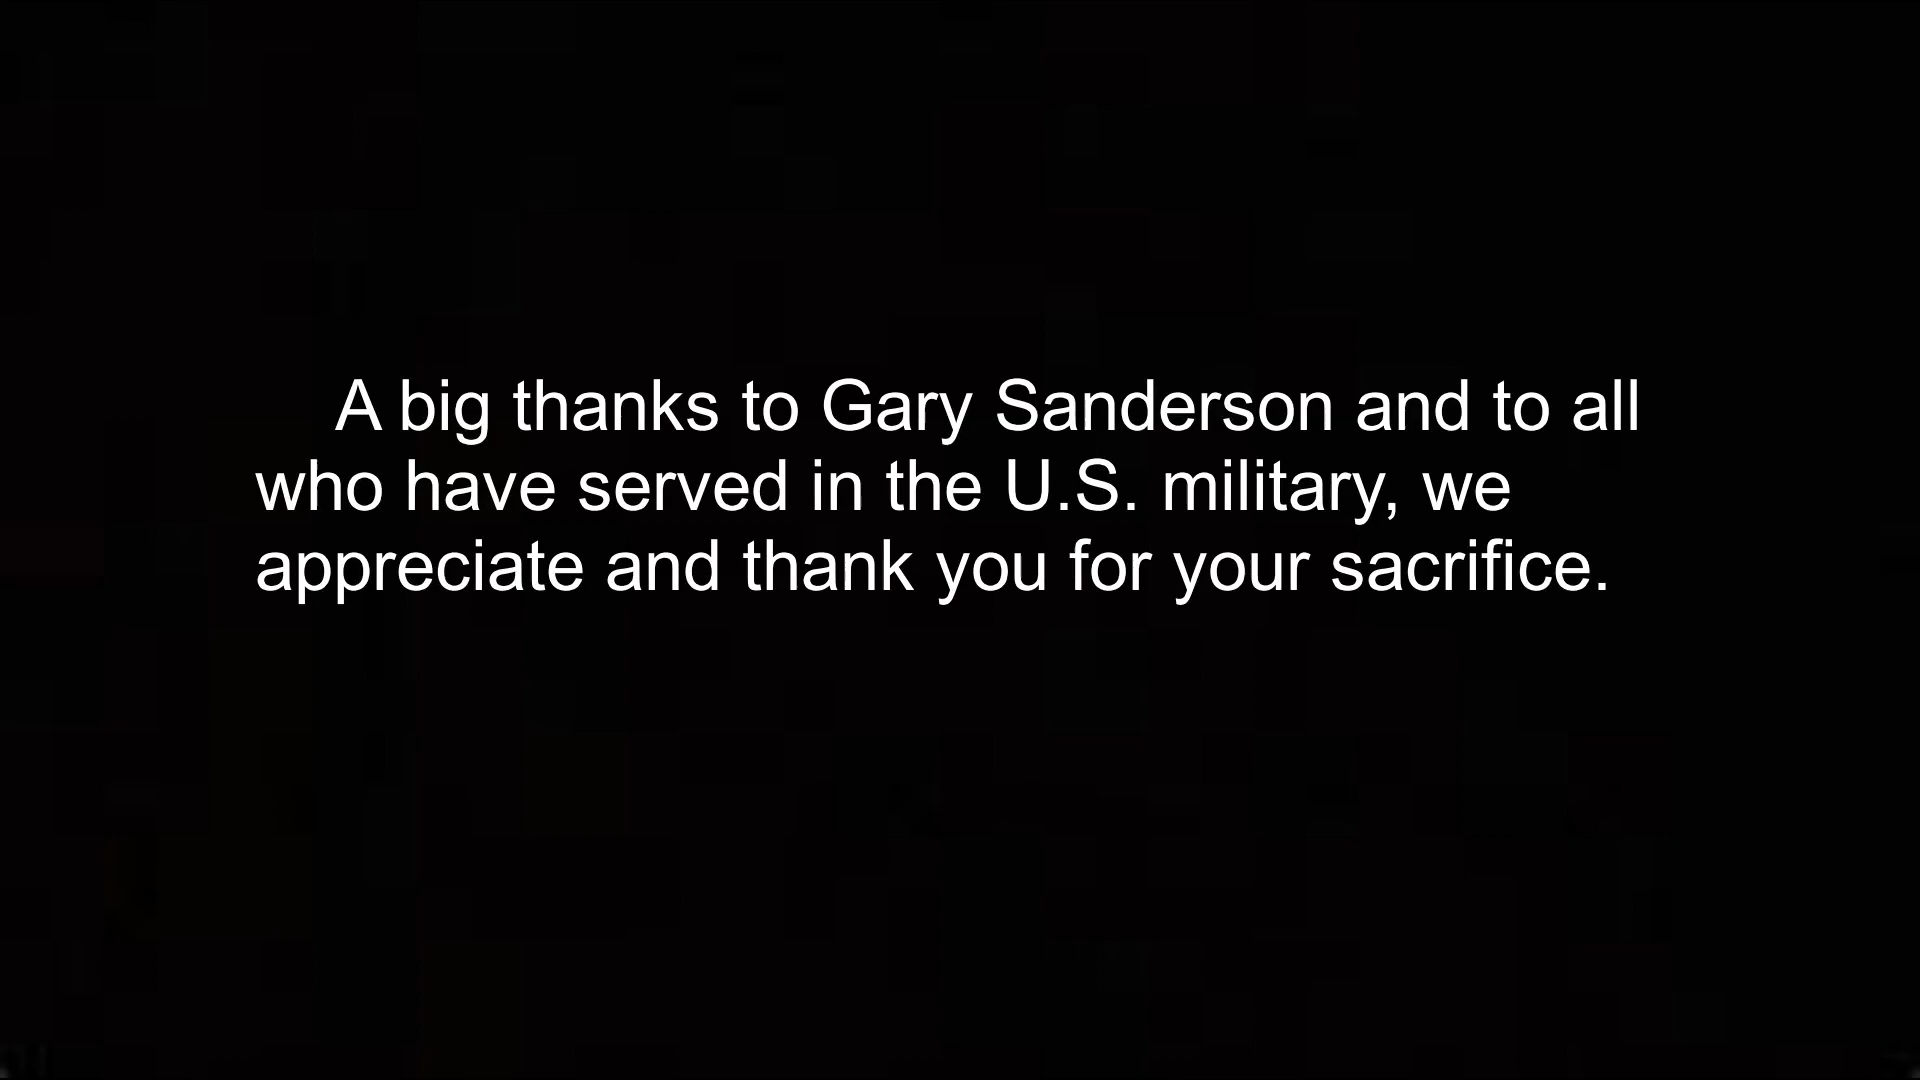 A big thanks to Gary Sanderson and to all
who have served in the U.S. military, we
appreciate and thank you for your sacrifice.